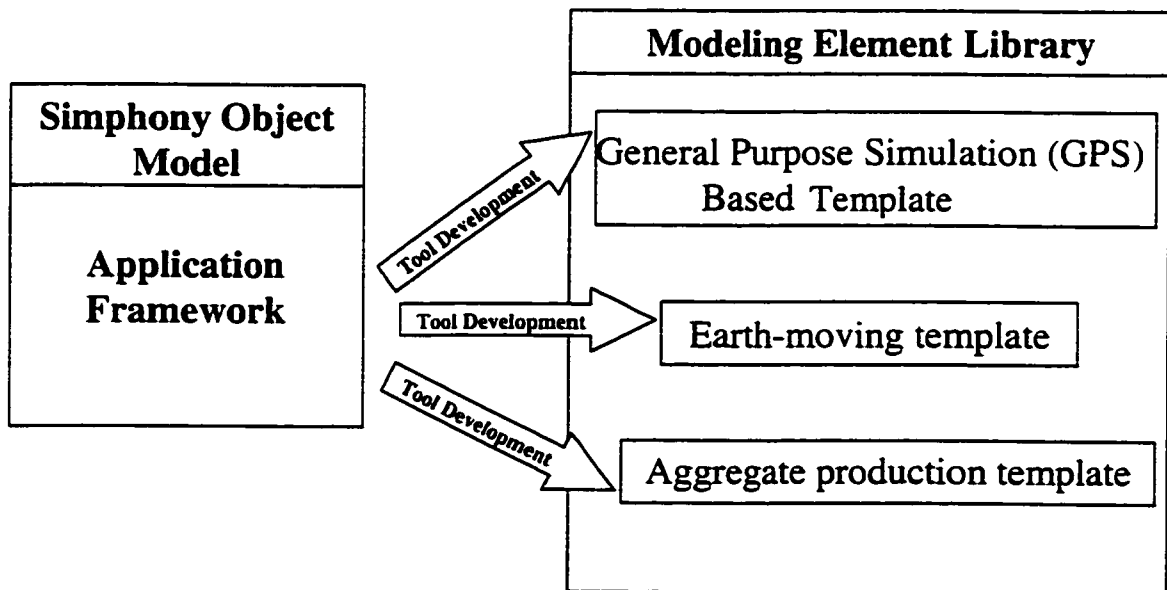 Simphony Object
Model
Application
Framework
Tool Development
Tool Development
Tool Development
Modeling Element Library
General Purpose Simulation (GPS)
Based Template
Earth-moving template
Aggregate production template